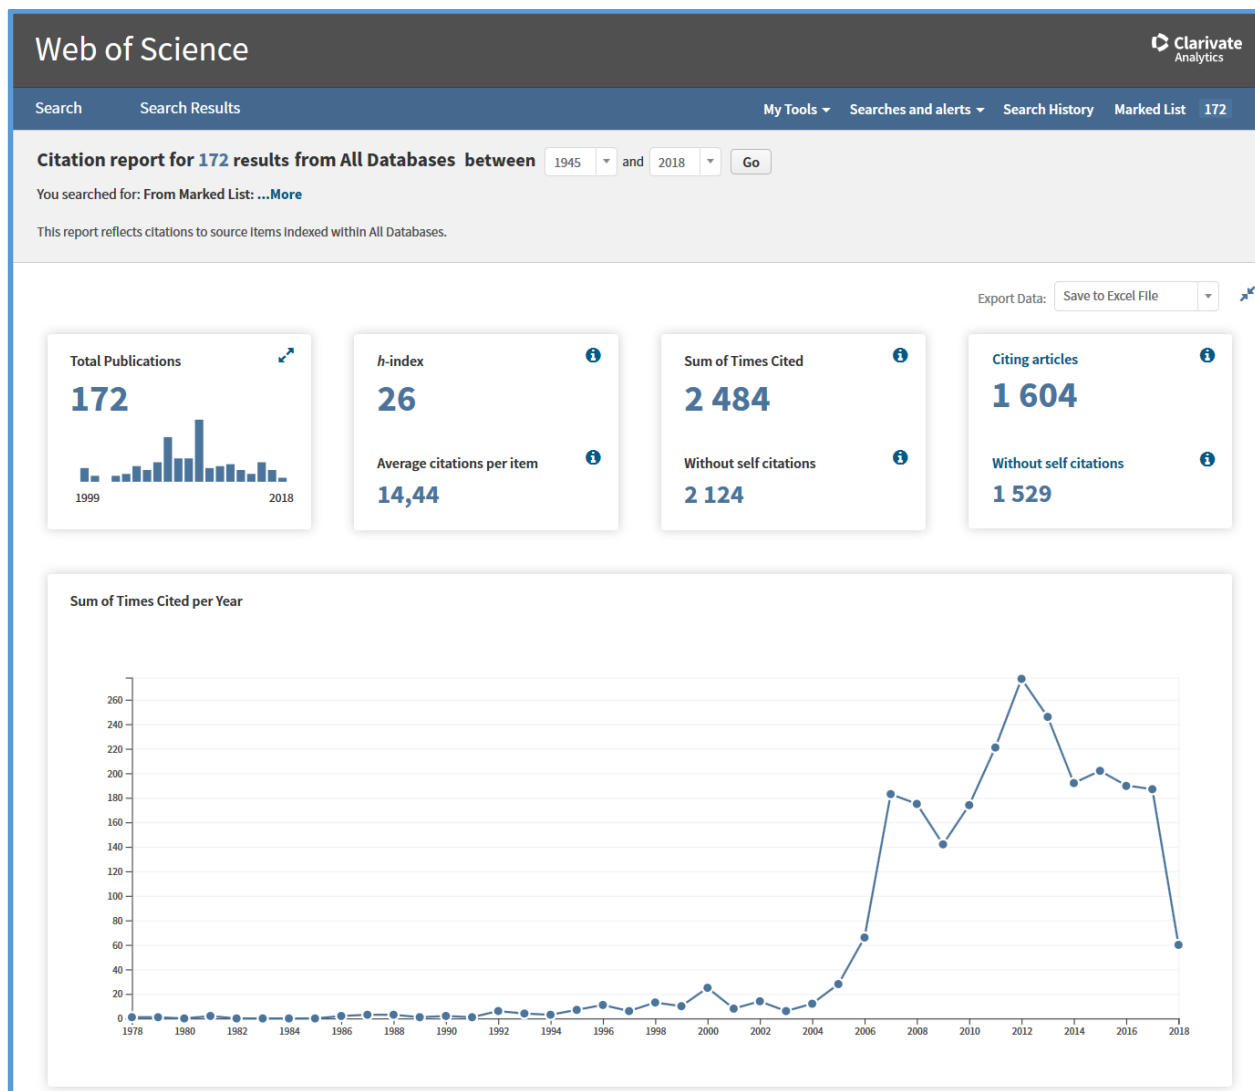 Web of Science
Clarivate
Analytics
Search Search Results My Tools Searches and alerts Search History Marked List 172
Citation report for 172 results from All Databases between 1945 and 2018 Go
You searched for: From Marked List: ...More
This report reflects citations to source items indexed within All Databases.
Export Data: Save to Excel File
Total Publications
172
1999 2018
h-index
26
Average citations per item
14,44
Sum of Times Cited
2 484
Without self citations
2 124
Citing articles
1 604
Without self citations
1 529
Sum of Times Cited per Year
260
240
220
200
180
160
140
120
100
80
60
40
20
0
1978 1980 1982 1984 1986 1988 1990 1992 1994 1996 1998 2000 2002 2004 2006 2008 2010 2012 2014 2016 2018